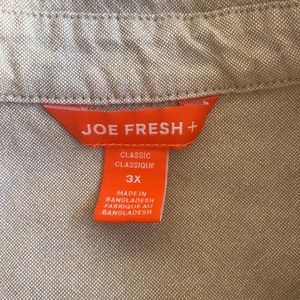 JOE FRESH +
CLASSIC
CLASSIQUE
3X
MADE IN
BANGLADESH
FABRIQUÉ AU
BANGLADESH